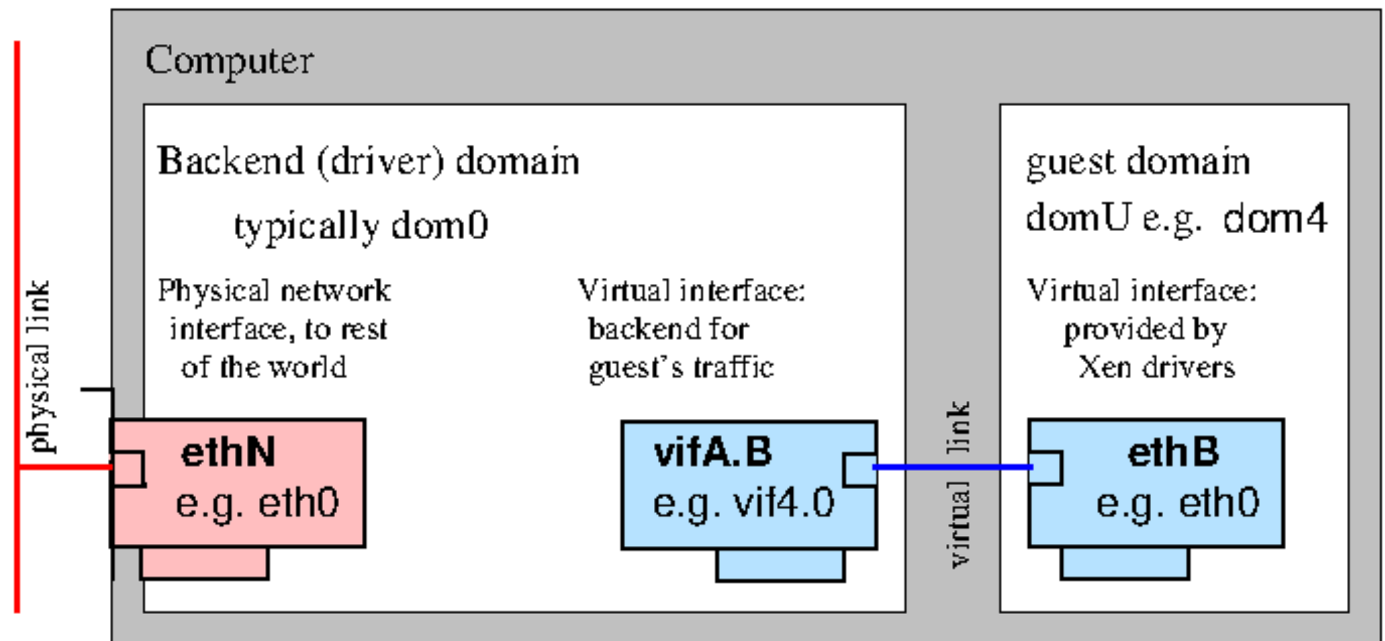 Computer
Backend (driver) domain
typically dom0
Physical network
interface, to rest
of the world
Virtual interface:
backend for
guest's traffic
guest domain
domU e.g. dom4
Virtual interface:
provided by
Xen drivers
physical link
ethN
e.g. eth0
vifA.B
e.g. vif4.0
virtual link
ethB
e.g. eth0